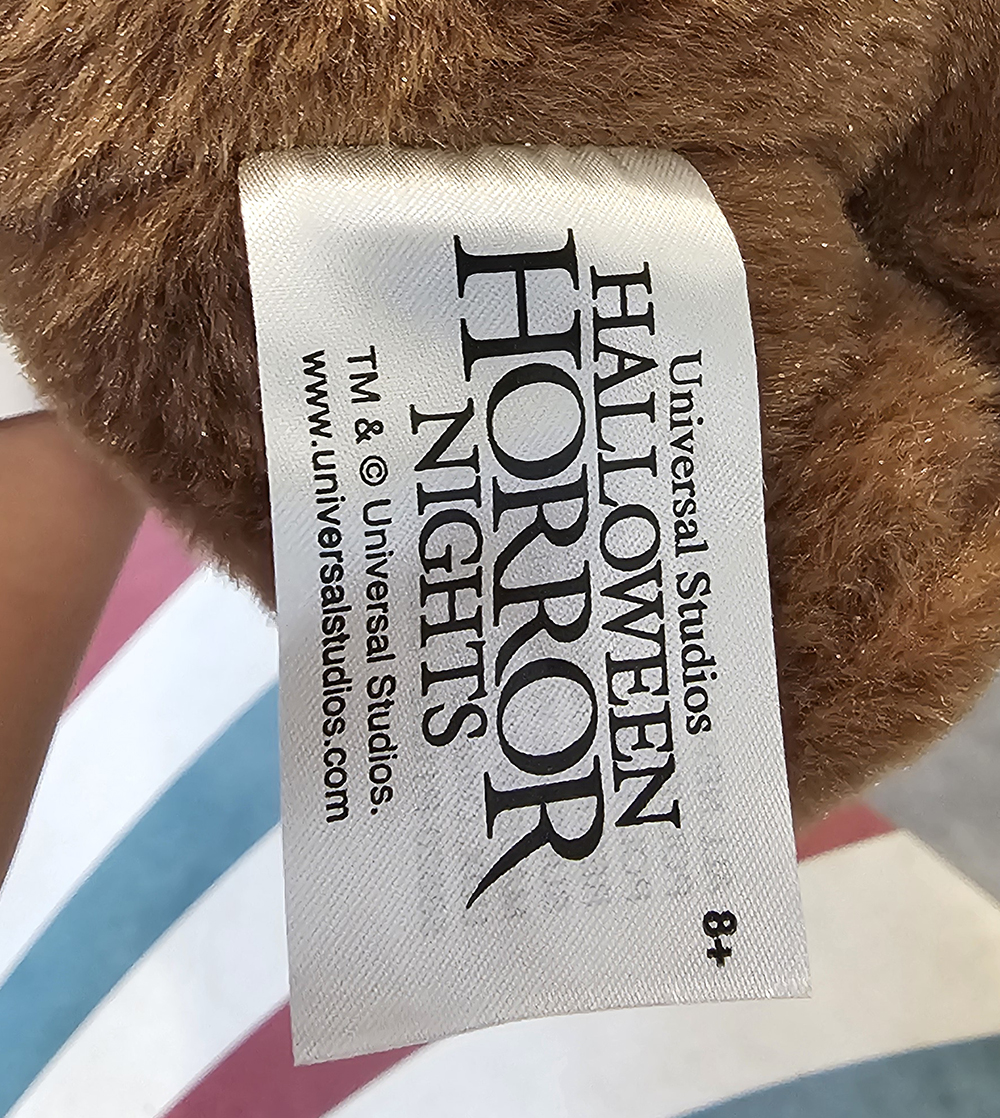 8+
Universal Studios
HALLOWEEN
HORROR
NIGHTS
TM & © Universal Studios.
www.universalstudios.com